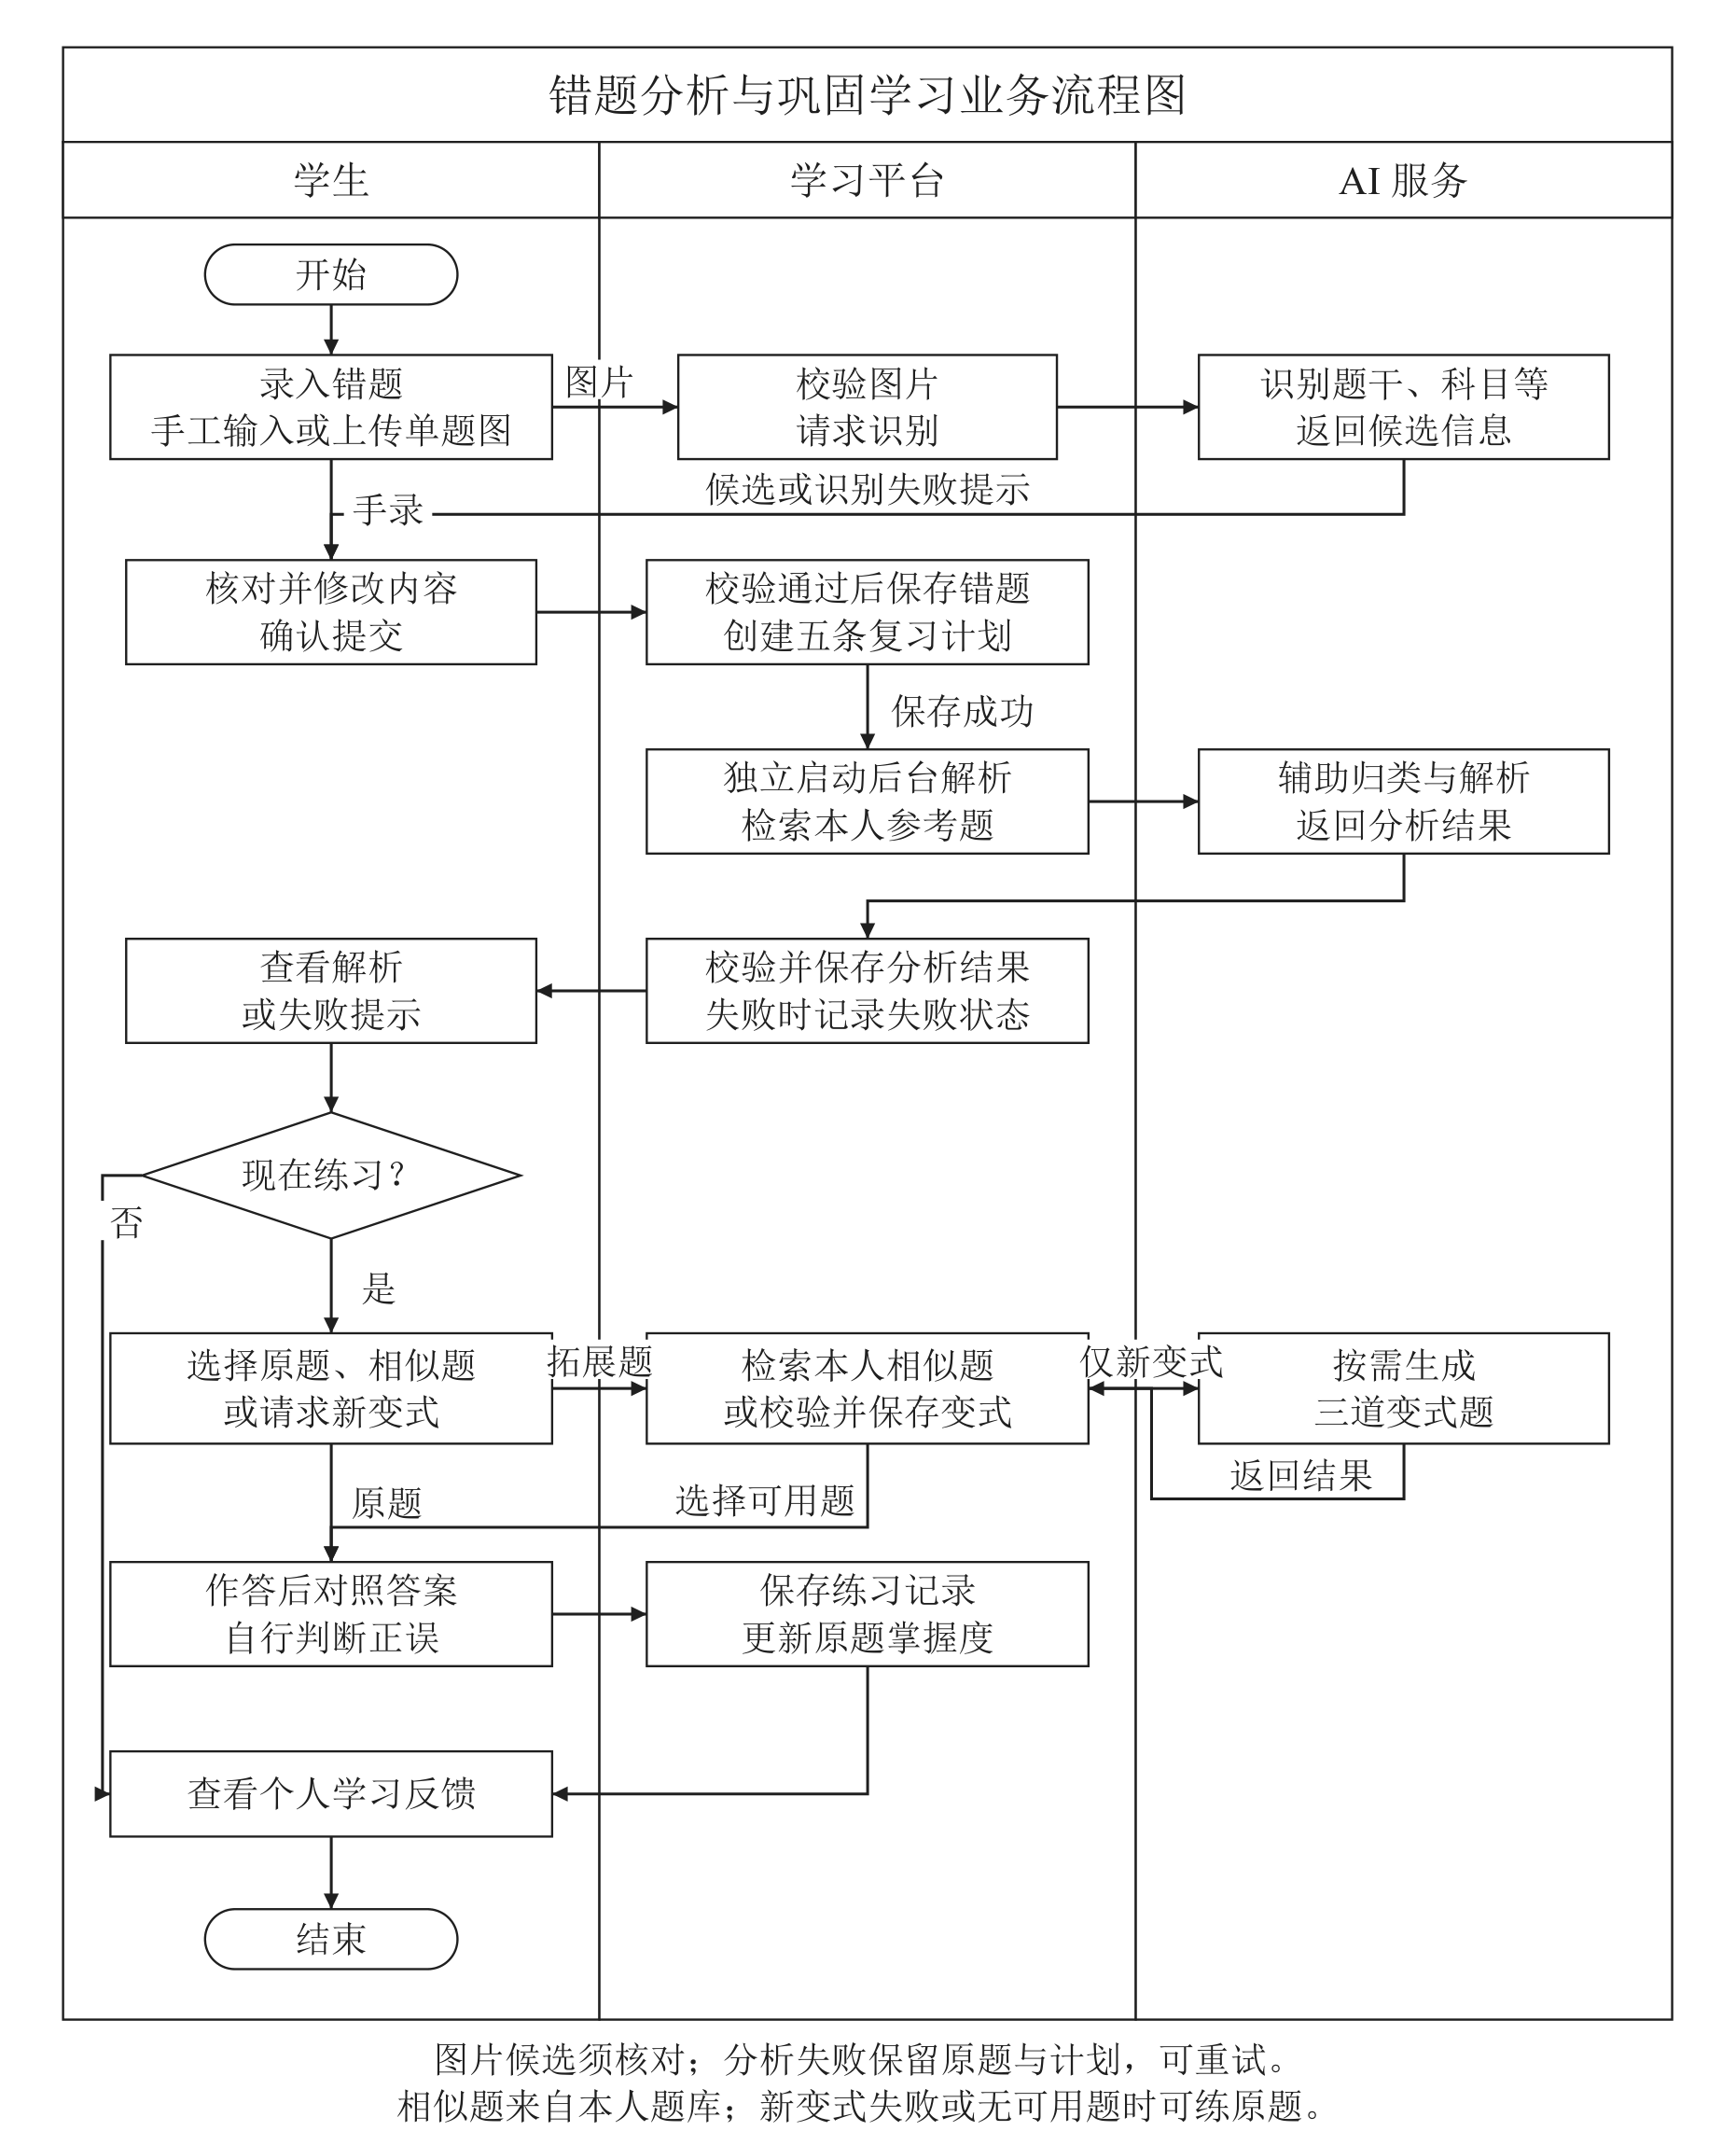 错题分析与巩固学习业务流程图
学生
学习平台
AI 服务
开始
录入错题
手工输入或上传单题图
图片
校验图片
请求识别
识别题干、科目等
返回候选信息
候选或识别失败提示
手录
核对并修改内容
确认提交
校验通过后保存错题
创建五条复习计划
保存成功
独立启动后台解析
检索本人参考题
辅助归类与解析
返回分析结果
查看解析
或失败提示
校验并保存分析结果
失败时记录失败状态
现在练习？
否
是
选择原题、相似题
或请求新变式
拓展题
检索本人相似题
或校验并保存变式
仅新变式
按需生成
三道变式题
返回结果
原题
选择可用题
作答后对照答案
自行判断正误
保存练习记录
更新原题掌握度
查看个人学习反馈
结束
图片候选须核对；分析失败保留原题与计划，可重试。
相似题来自本人题库；新变式失败或无可用题时可练原题。